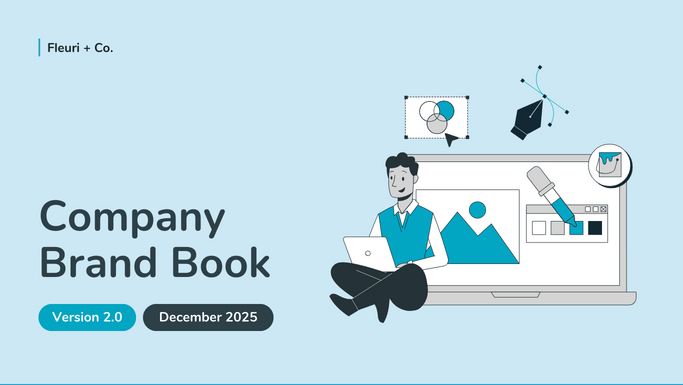 Fleuri + Co.
Company
Brand Book
Version 2.0
December 2025